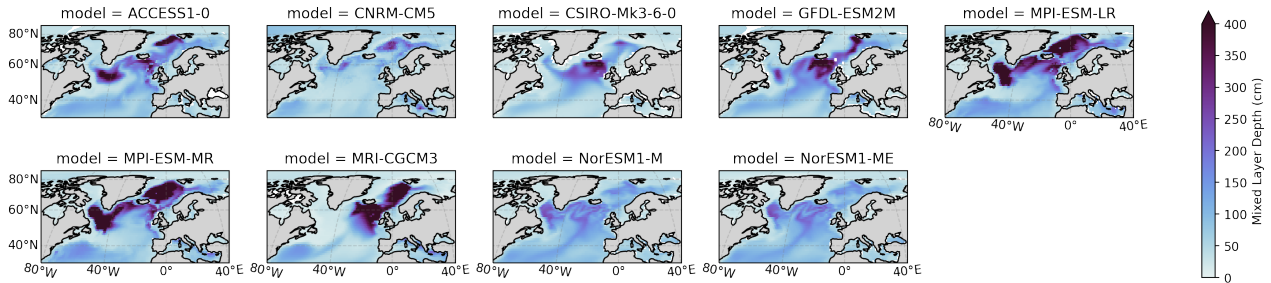 model = ACCESS1-0
model = CNRM-CM5
model = CSIRO-Mk3-6-0
model = GFDL-ESM2M
model = MPI-ESM-LR
80°N
60°N
40°N
80°W
40°W
0°
40°E
model = MPI-ESM-MR
model = MRI-CGCM3
model = NorESM1-M
model = NorESM1-ME
80°N
60°N
40°N
80°W
40°W
0°
40°E
80°W
40°W
0°
40°E
80°W
40°W
0°
40°E
80°W
40°W
0°
40°E
400
350
300
250
200
150
100
50
0
Mixed Layer Depth (cm)